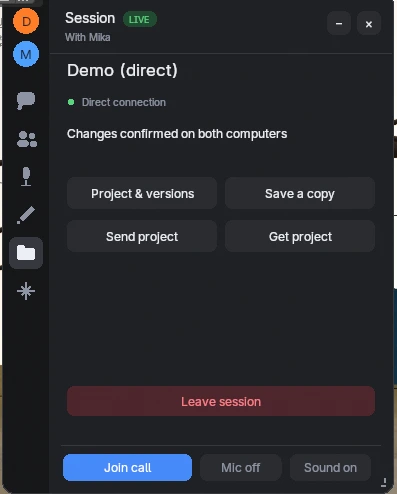 D
Session LIVE
With Mika
M
Demo (direct)
Direct connection
Changes confirmed on both computers
Project & versions
Save a copy
Send project
Get project
Leave session
Join call
Mic off
Sound on